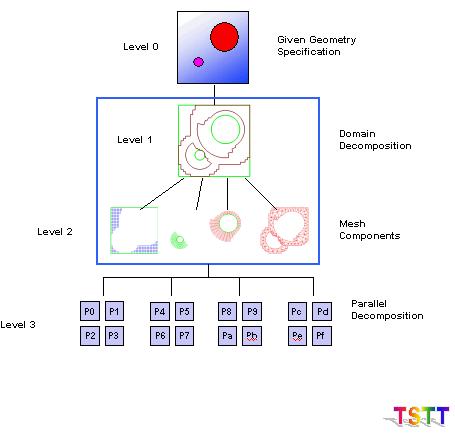 Level 0
Given Geometry
Specification
Level 1
Domain
Decomposition
Level 2
Mesh
Components
Parallel
Decomposition
P0 P1 P4 P5 P8 P9 Pc Pd
Level 3
P2 P3 P6 P7 Pa Pb Pe Pf
TSTT